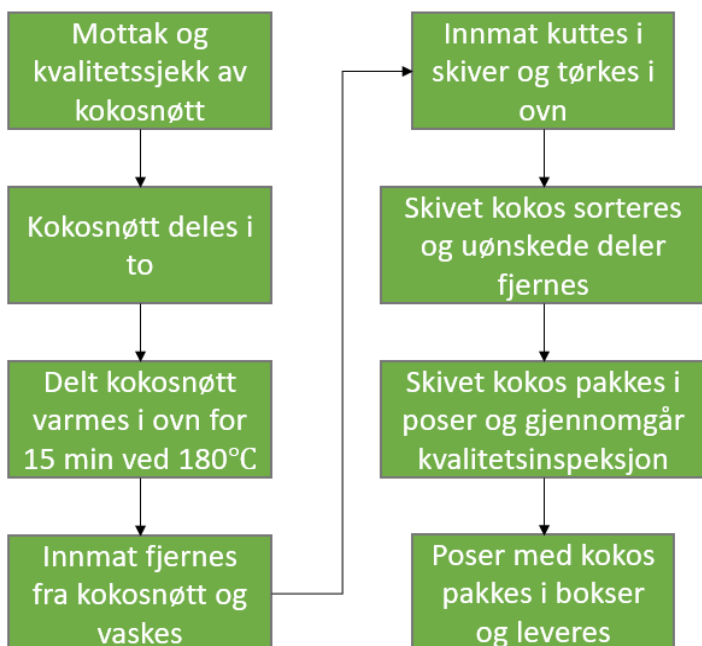 Mottak og
kvalitetssjekk av
kokosnøtt
Kokosnøtt deles i
to
Delt kokosnøtt
varmes i ovn for
15 min ved 180℃
Innmat fjernes
fra kokosnøtt og
vaskes
Innmat kuttes i
skiver og tørkes i
ovn
Skivet kokos sorteres
og uønskede deler
fjernes
Skivet kokos pakkes i
poser og gjennomgår
kvalitetsinspeksjon
Poser med kokos
pakkes i bokser
og leveres